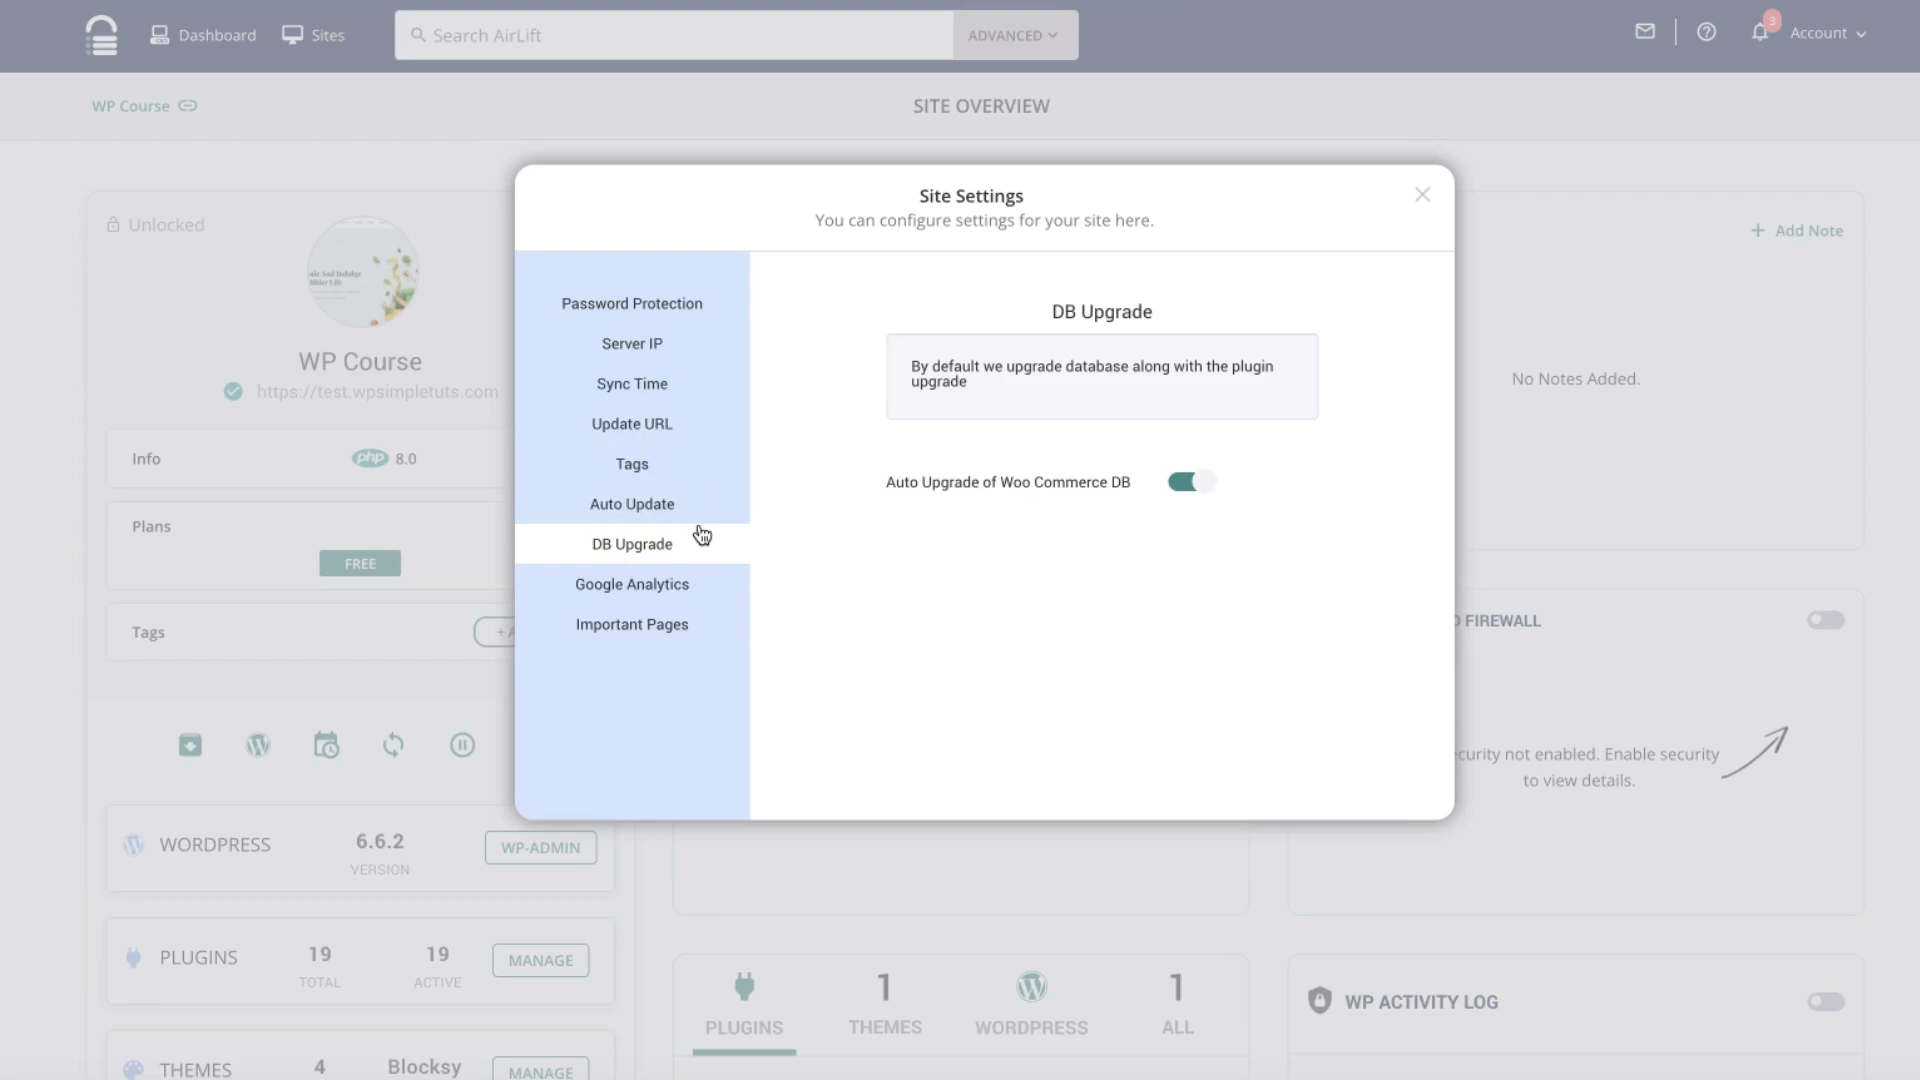 Dashboard
Sites
Search AirLift
ADVANCED
3
Account
WP Course
SITE OVERVIEW
Unlocked
WP Course
https://test.wpsimpletuts.com
Info
php 8.0
Plans
FREE
Tags
+ A
WORDPRESS
6.6.2
VERSION
WP-ADMIN
PLUGINS
19
TOTAL
19
ACTIVE
MANAGE
THEMES
4
Blocksy
MANAGE
Site Settings
You can configure settings for your site here.
Password Protection
Server IP
Sync Time
Update URL
Tags
Auto Update
DB Upgrade
Google Analytics
Important Pages
DB Upgrade
By default we upgrade database along with the plugin
upgrade
Auto Upgrade of Woo Commerce DB
+ Add Note
No Notes Added.
FIREWALL
curity not enabled. Enable security
to view details.
PLUGINS
1
THEMES
WORDPRESS
1
ALL
WP ACTIVITY LOG